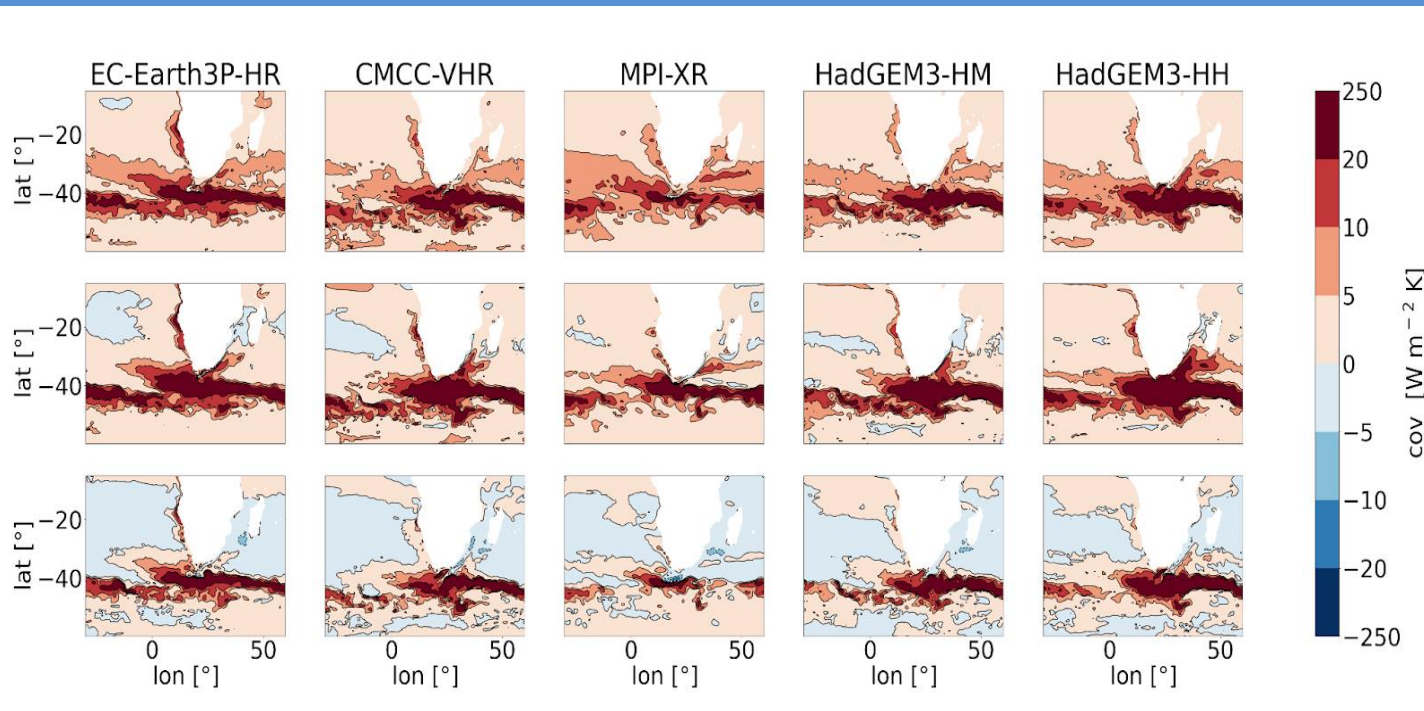 EC-Earth3P-HR CMCC-VHR MPI-XR HadGEM3-HM HadGEM3-HH
lat [°] −20 −40
lat [°] −20 −40
lat [°] −20 −40
0 50 0 50 0 50 0 50 0 50
lon [°] lon [°] lon [°] lon [°] lon [°]
250
20
10
5
0
−5
−10
−20
−250
cov [W m − 2 K]